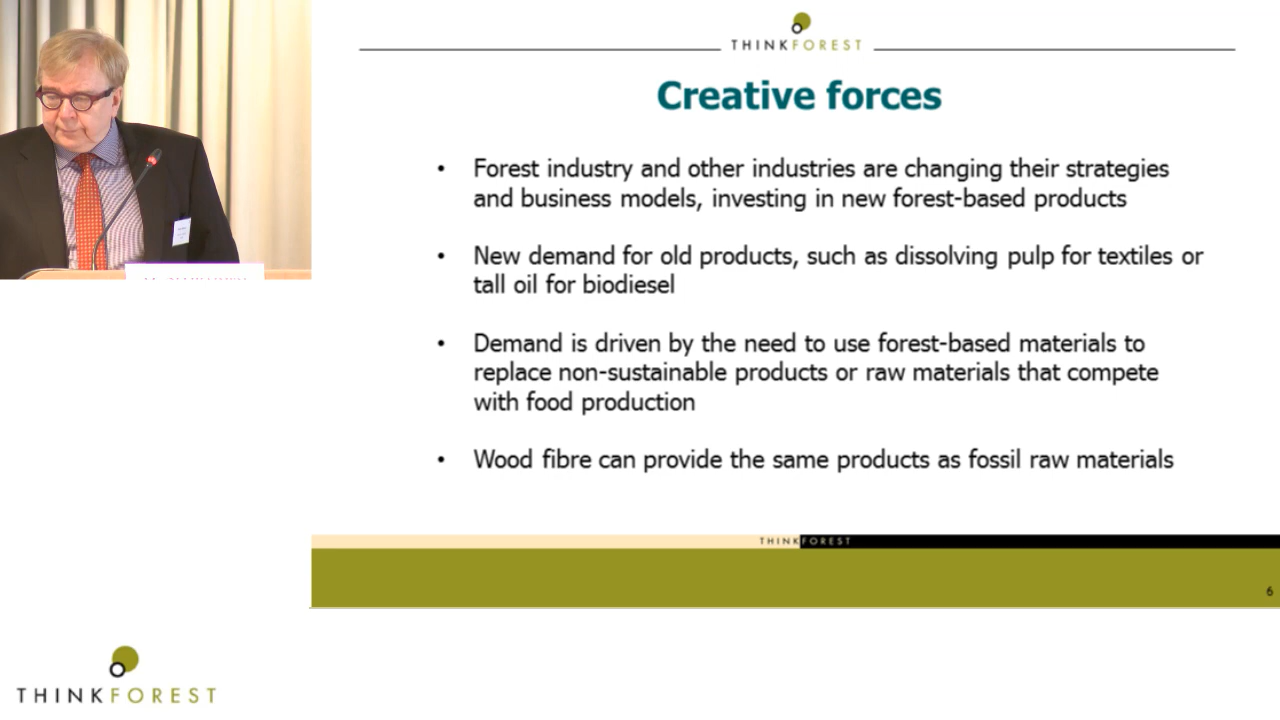 THINKFOREST
Creative forces
• Forest industry and other industries are changing their strategies
and business models, investing in new forest-based products
• New demand for old products, such as dissolving pulp for textiles or
tall oil for biodiesel
• Demand is driven by the need to use forest-based materials to
replace non-sustainable products or raw materials that compete
with food production
• Wood fibre can provide the same products as fossil raw materials
THINKFOREST
6
THINKFOREST